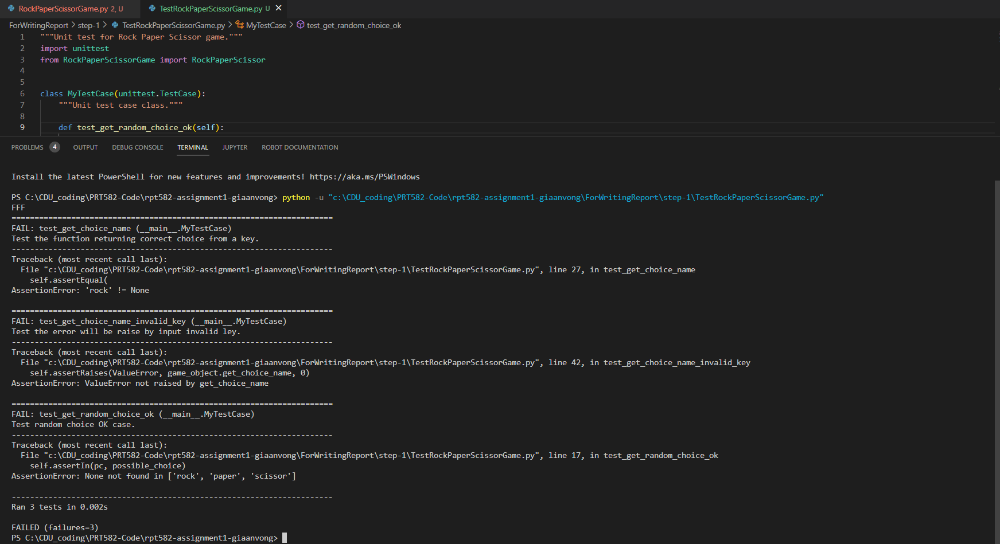 RockPaperScissorGame.py 2, U TestRockPaperScissorGame.py U
ForWritingReport > step-1 > TestRockPaperScissorGame.py > MyTestCase > test_get_random_choice_ok
1 """Unit test for Rock Paper Scissor game."""
2 import unittest
3 from RockPaperScissorGame import RockPaperScissor
4
5
6 class MyTestCase(unittest.TestCase):
7 """Unit test case class."""
8
9 def test_get_random_choice_ok(self):
PROBLEMS 4 OUTPUT DEBUG CONSOLE TERMINAL JUPYTER ROBOT DOCUMENTATION
Install the latest PowerShell for new features and improvements! https://aka.ms/PSWindows
PS C:\CDU_coding\PRT582-Code\rpt582-assignment1-giaanvong> python -u "c:\CDU_coding\PRT582-Code\rpt582-assignment1-giaanvong\ForWritingReport\step-1\TestRockPaperScissorGame.py"
FFF
======================================================================
FAIL: test_get_choice_name (__main__.MyTestCase)
Test the function returning correct choice from a key.
----------------------------------------------------------------------
Traceback (most recent call last):
File "c:\CDU_coding\PRT582-Code\rpt582-assignment1-giaanvong\ForWritingReport\step-1\TestRockPaperScissorGame.py", line 27, in test_get_choice_name
self.assertEqual(
AssertionError: 'rock' != None
======================================================================
FAIL: test_get_choice_name_invalid_key (__main__.MyTestCase)
Test the error will be raise by input invalid ley.
----------------------------------------------------------------------
Traceback (most recent call last):
File "c:\CDU_coding\PRT582-Code\rpt582-assignment1-giaanvong\ForWritingReport\step-1\TestRockPaperScissorGame.py", line 42, in test_get_choice_name_invalid_key
self.assertRaises(ValueError, game_object.get_choice_name, 0)
AssertionError: ValueError not raised by get_choice_name
======================================================================
FAIL: test_get_random_choice_ok (__main__.MyTestCase)
Test random choice OK case.
----------------------------------------------------------------------
Traceback (most recent call last):
File "c:\CDU_coding\PRT582-Code\rpt582-assignment1-giaanvong\ForWritingReport\step-1\TestRockPaperScissorGame.py", line 17, in test_get_random_choice_ok
self.assertIn(pc, possible_choice)
AssertionError: None not found in ['rock', 'paper', 'scissor']
----------------------------------------------------------------------
Ran 3 tests in 0.002s
FAILED (failures=3)
PS C:\CDU_coding\PRT582-Code\rpt582-assignment1-giaanvong>